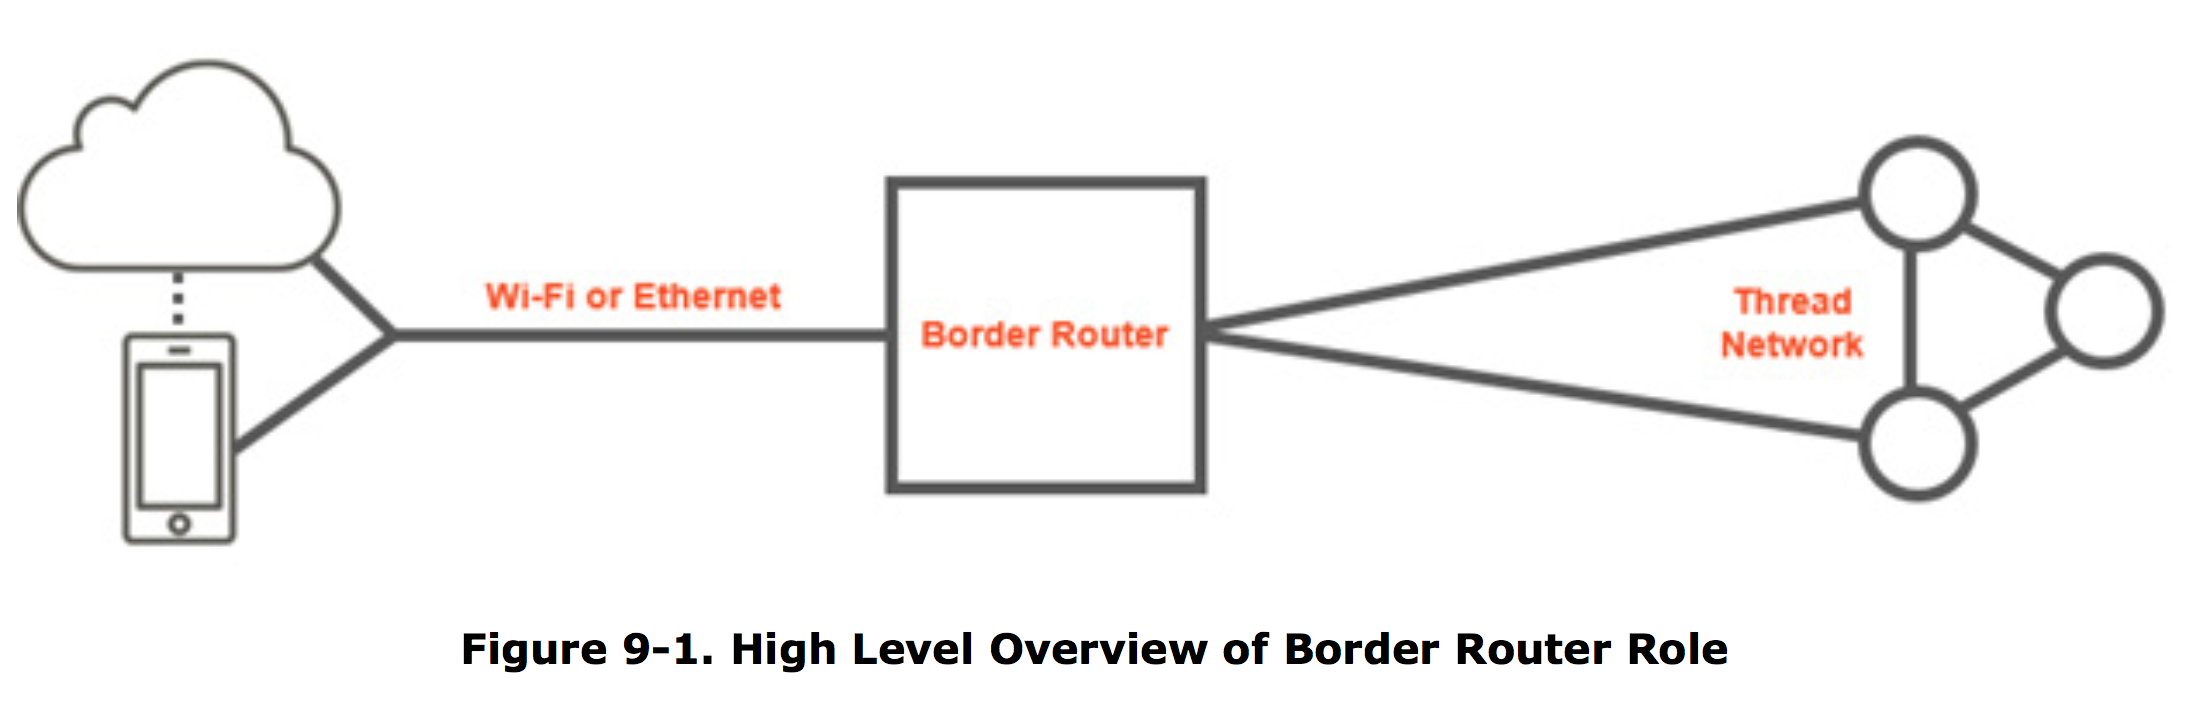 Wi-Fi or Ethernet
Border Router
Thread
Network
Figure 9-1. High Level Overview of Border Router Role